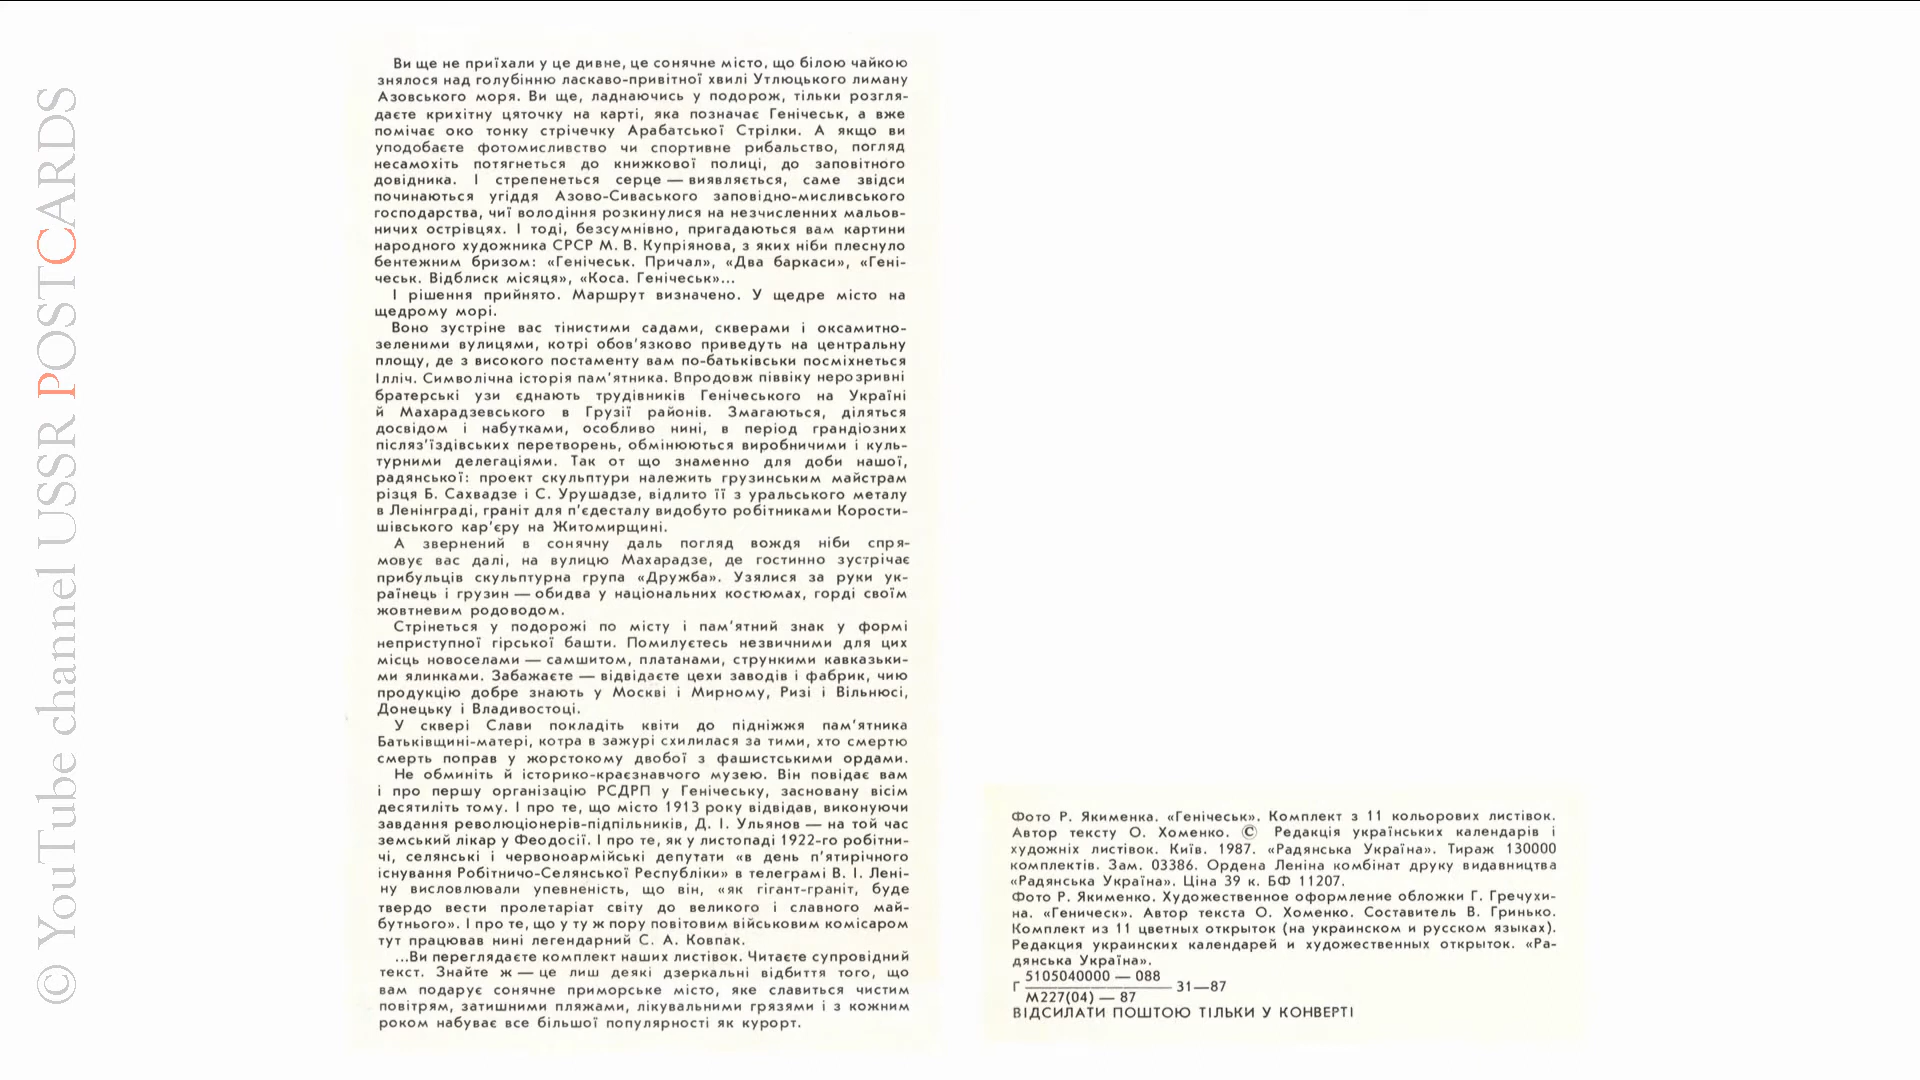 © YouTube channel USSR POSTCARDS
Ви ще не приїхали у це дивне, це сонячне місто, що білою чайкою
знялося над голубінню ласкаво-привітної хвилі Утлюцького лиману
Азовського моря. Ви ще, ладнаючись у подорож, тільки розгля-
даєте крихітну цяточку на карті, яка позначає Генічеськ, а вже
помічає око тонку стрічечку Арабатської Стрілки. А якщо ви
уподобаєте фотомисливство чи спортивне рибальство, погляд
несамохіть потягнеться до книжкової полиці, до заповітного
довідника. І стрепенеться серце — виявляється, саме звідси
починаються угіддя Азово-Сиваського заповідно-мисливського
господарства, чиї володіння розкинулися на незчисленних мальов-
ничих острівцях. І тоді, безсумнівно, пригадаються вам картини
народного художника СРСР М. В. Купріянова, з яких ніби плеснуло
бентежним бризом: «Генічеськ. Причал», «Два баркаси», «Гені-
чеськ. Відблиск місяця», «Коса. Генічеськ»...
І рішення прийнято. Маршрут визначено. У щедре місто на
щедрому морі.
Воно зустріне вас тінистими садами, скверами і оксамитно-
зеленими вулицями, котрі обов'язково приведуть на центральну
площу, де з високого постаменту вам по-батьківськи посміхнеться
Ілліч. Символічна історія пам'ятника. Впродовж піввіку нерозривні
братерські узи єднають трудівників Генічеського на Україні
й Махарадзевського в Грузії районів. Змагаються, діляться
досвідом і набутками, особливо нині, в період грандіозних
післяз'їздівських перетворень, обмінюються виробничими і куль-
турними делегаціями. Так от що знаменно для доби нашої,
радянської: проект скульптури належить грузинським майстрам
різця Б. Сахвадзе і С. Урушадзе, відлито її з уральського металу
в Ленінграді, граніт для п'єдесталу видобуто робітниками Корости-
шівського кар'єру на Житомирщині.
А звернений в сонячну даль погляд вождя ніби спря-
мовує вас далі, на вулицю Махарадзе, де гостинно зустрічає
прибульців скульптурна група «Дружба». Узялися за руки ук-
раїнець і грузин — обидва у національних костюмах, горді своїм
жовтневим родоводом.
Стрінеться у подорожі по місту і пам'ятний знак у формі
неприступної гірської башти. Помилуєтесь незвичними для цих
місць новоселами — самшитом, платанами, стрункими кавказьки-
ми ялинками. Забажаєте — відвідаєте цехи заводів і фабрик, чию
продукцію добре знають у Москві і Мирному, Ризі і Вільнюсі,
Донецьку і Владивостоці.
У сквері Слави покладіть квіти до підніжжя пам'ятника
Батьківщині-матері, котра в зажурі схилилася за тими, хто смертю
смерть поправ у жорстокому двобої з фашистськими ордами.
Не обминіть й історико-краєзнавчого музею. Він повідає вам
і про першу організацію РСДРП у Генічеську, засновану вісім
десятиліть тому. І про те, що місто 1913 року відвідав, виконуючи
завдання революціонерів-підпільників, Д. І. Ульянов — на той час
земський лікар у Феодосії. І про те, як у листопаді 1922-го робітни-
чі, селянські і червоноармійські депутати «в день п'ятирічного
існування Робітничо-Селянської Республіки» в телеграмі В. І. Лені-
ну висловлювали упевненість, що він, «як гігант-граніт, буде
твердо вести пролетаріат світу до великого і славного май-
бутнього». І про те, що у ту ж пору повітовим військовим комісаром
тут працював нині легендарний С. А. Ковпак.
...Ви переглядаєте комплект наших листівок. Читаєте супровідний
текст. Знайте ж — це лиш деякі дзеркальні відбиття того, що
вам подарує сонячне приморське місто, яке славиться чистим
повітрям, затишними пляжами, лікувальними грязями і з кожним
роком набуває все більшої популярності як курорт.
Фото Р. Якименка. «Генічеськ». Комплект з 11 кольорових листівок.
Автор тексту О. Хоменко. © Редакція українських календарів і
художніх листівок. Київ. 1987. «Радянська Україна». Тираж 130000
комплектів. Зам. 03386. Ордена Леніна комбінат друку видавництва
«Радянська Україна». Ціна 39 к. БФ 11207.
Фото Р. Якименко. Художественное оформление обложки Г. Гречухи-
на. «Геническ». Автор текста О. Хоменко. Составитель В. Гринько.
Комплект из 11 цветных открыток (на украинском и русском языках).
Редакция украинских календарей и художественных открыток. «Ра-
дянська Україна».
5105040000 — 088
Г 31—87
М227(04) — 87
ВІДСИЛАТИ ПОШТОЮ ТІЛЬКИ У КОНВЕРТІ